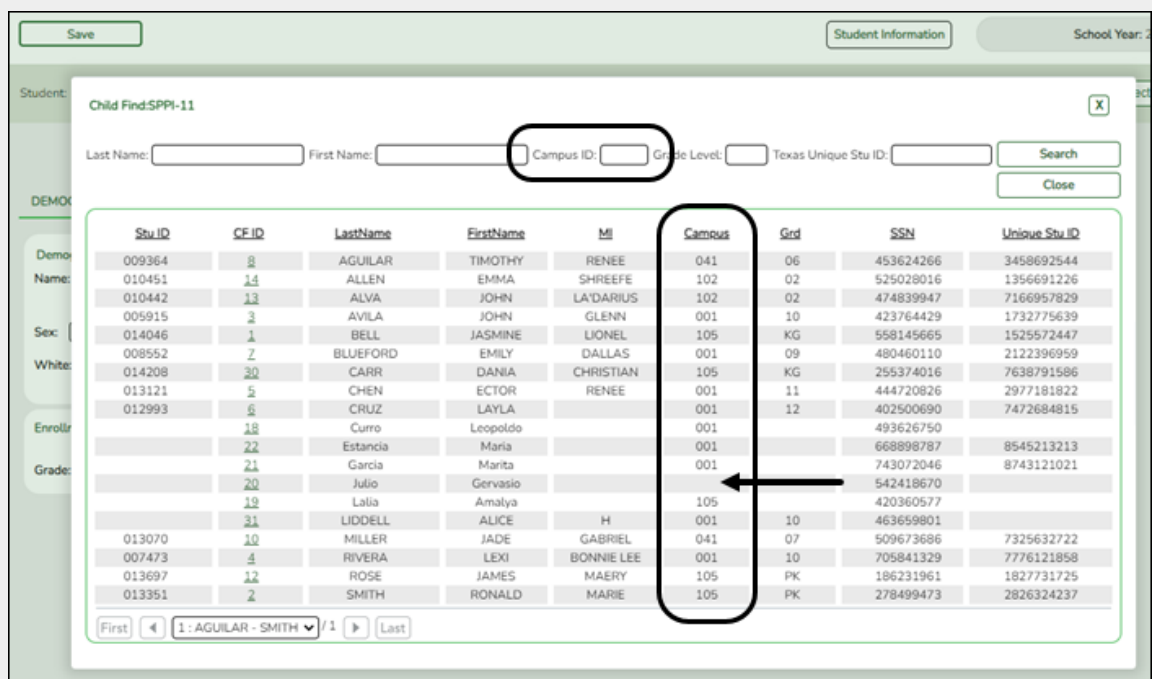 Save Student Information School Year: 2
Student:
Child Find:SPPI-11 X
Last Name: First Name: Campus ID: Grade Level: Texas Unique Stu ID: Search
Close
DEMO
Stu ID CF ID LastName FirstName MI Campus Grd SSN Unique Stu ID
Demo
009364 8 AGUILAR TIMOTHY RENEE 041 06 453624266 3458692544
Name:
010451 14 ALLEN EMMA SHREEFE 102 02 525028016 1356691226
010442 13 ALVA JOHN LA'DARIUS 102 02 474839947 7166957829
005915 3 AVILA JOHN GLENN 001 10 423764429 1732775639
Sex:
014046 1 BELL JASMINE LIONEL 105 KG 558145665 1525572447
008552 7 BLUEFORD EMILY DALLAS 001 09 480460110 2122396959
White:
014208 30 CARR DANIA CHRISTIAN 105 KG 255374016 7638791586
013121 5 CHEN ECTOR RENEE 001 11 444720826 2977181822
012993 6 CRUZ LAYLA 001 12 402500690 7472684815
Enrollr
18 Curro Leopoldo 001 493626750
22 Estancia Maria 001 668898787 8545213213
Grade:
21 Garcia Marita 001 743072046 8743121021
20 Julio Gervasio 542418670
19 Lalia Amalya 105 420360577
31 LIDDELL ALICE H 001 10 463659801
013070 10 MILLER JADE GABRIEL 041 07 509673686 7325632722
007473 4 RIVERA LEXI BONNIE LEE 001 10 705841329 7776121858
013697 12 ROSE JAMES MAERY 105 PK 186231961 1827731725
013351 2 SMITH RONALD MARIE 105 PK 278499473 2826324237
First 1 : AGUILAR - SMITH / 1 Last